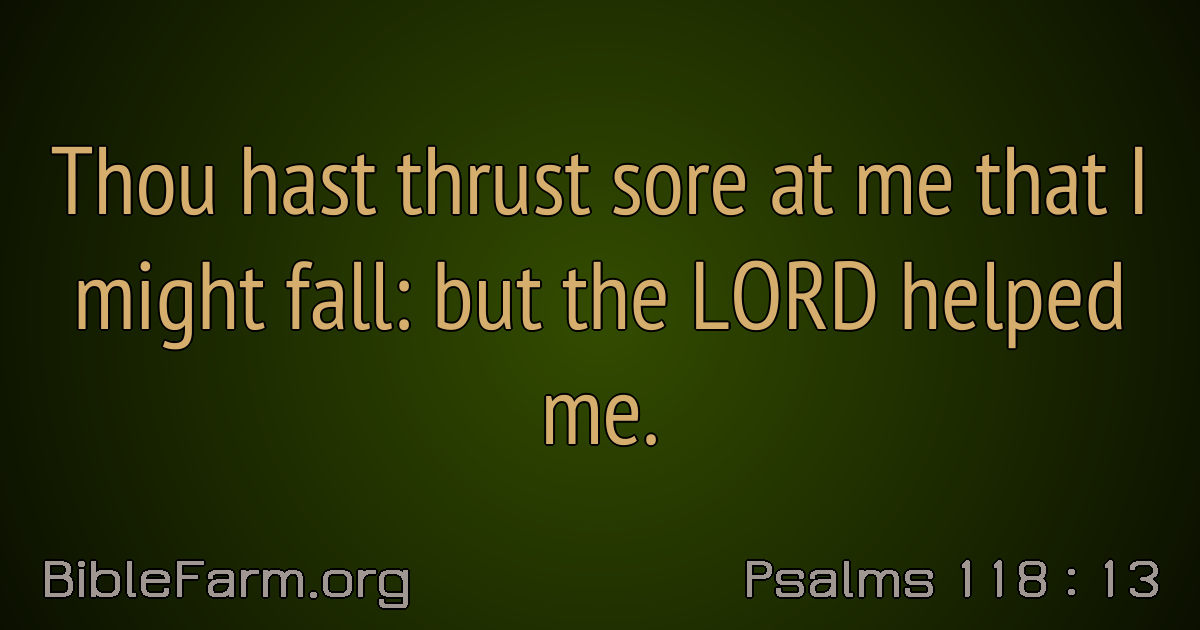 Thou hast thrust sore at me that I
might fall: but the LORD helped
me.
BibleFarm.org
Psalms 118 : 13